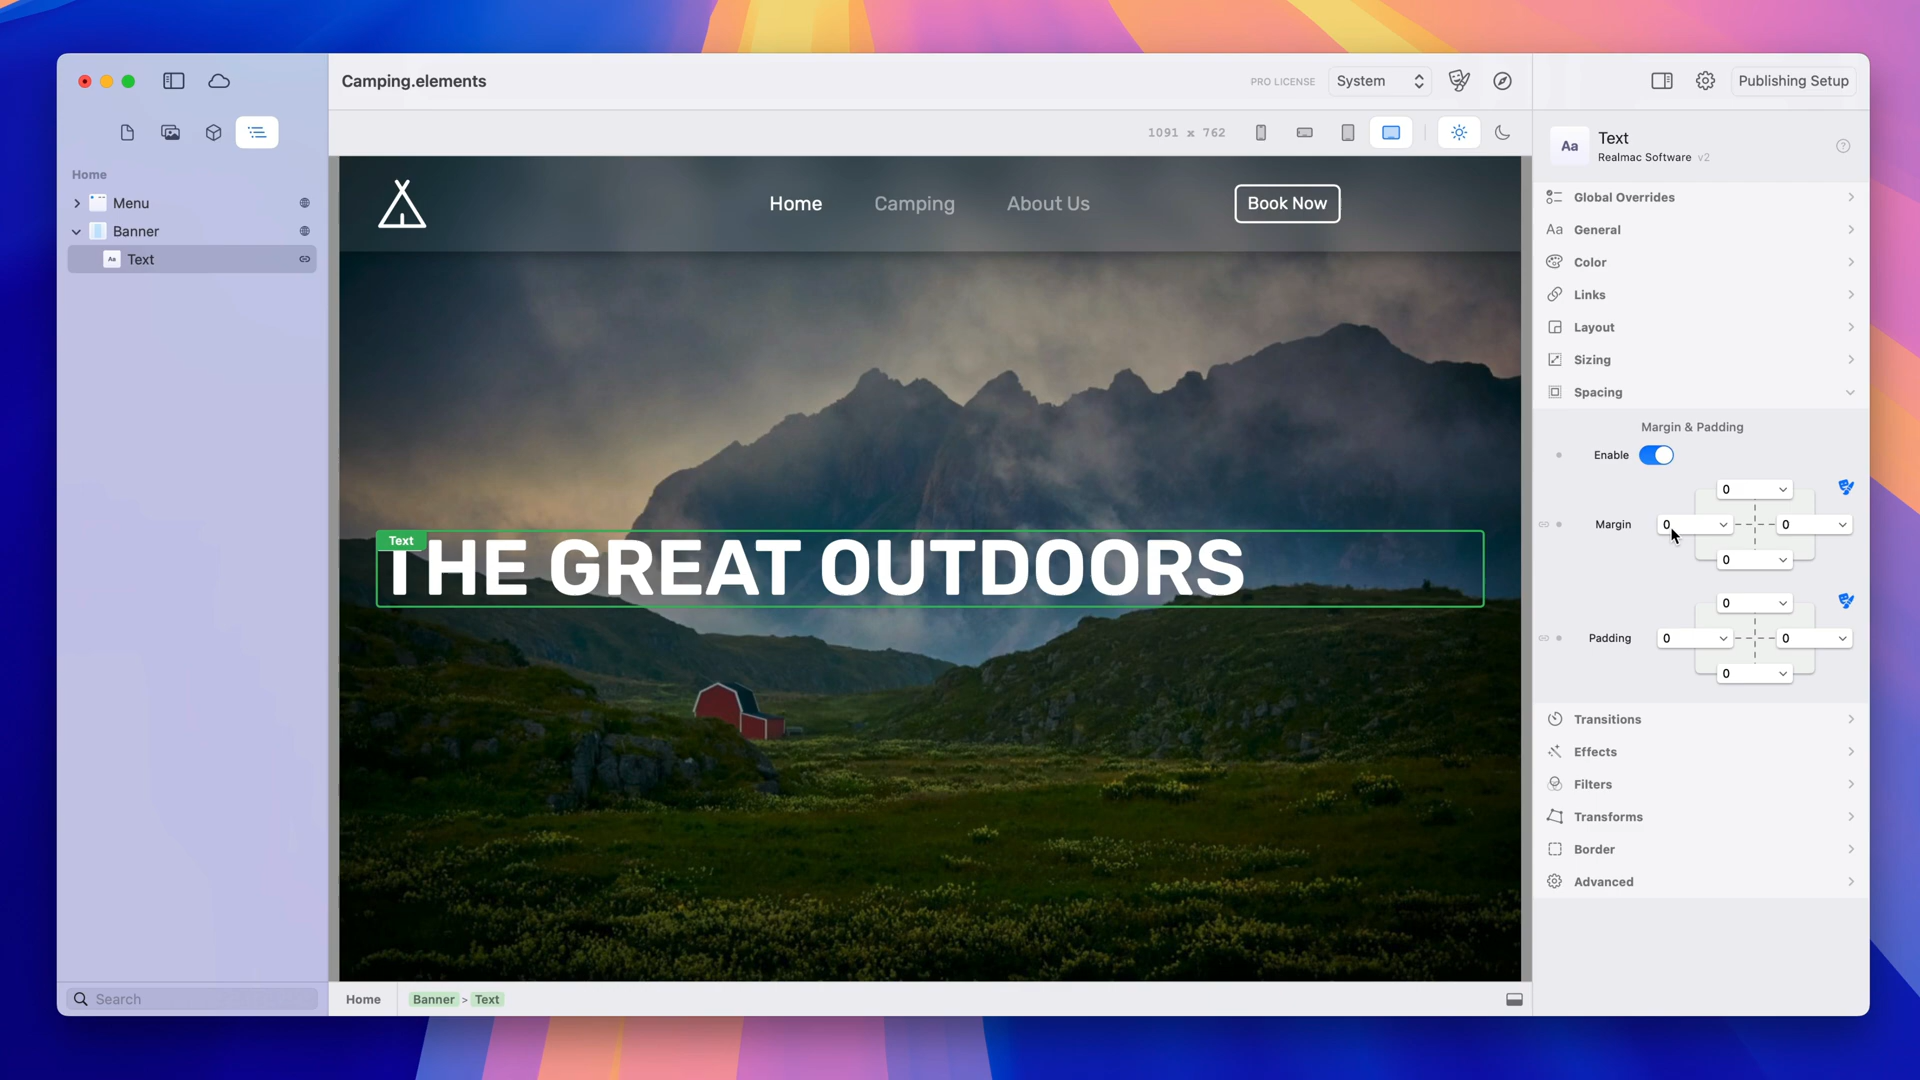 Camping.elements
PRO LICENSE
System
Publishing Setup
1091 x 762
Aa
Text
Realmac Software v2
Home
Menu
Banner
Aa
Text
Home
Camping
About Us
Book Now
Text
THE GREAT OUTDOORS
Global Overrides
Aa
General
Color
Links
Layout
Sizing
Spacing
Margin & Padding
Enable
0
Margin
0
0
0
0
Padding
0
0
0
Transitions
Effects
Filters
Transforms
Border
Advanced
Search
Home
Banner > Text